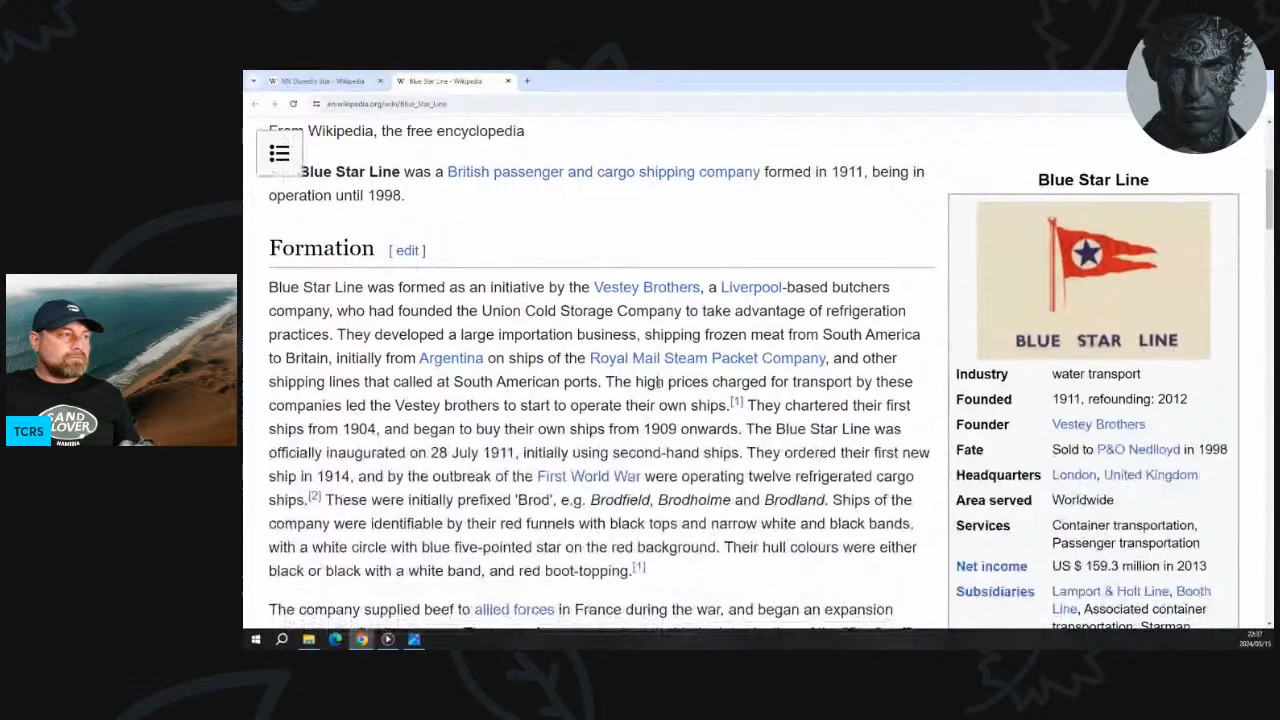 MV Dunedin Star - Wikipedia
Blue Star Line - Wikipedia
en.wikipedia.org/wiki/Blue_Star_Line
From Wikipedia, the free encyclopedia
Blue Star Line was a British passenger and cargo shipping company formed in 1911, being in
operation until 1998.
Formation [ edit ]
Blue Star Line was formed as an initiative by the Vestey Brothers, a Liverpool-based butchers
company, who had founded the Union Cold Storage Company to take advantage of refrigeration
practices. They developed a large importation business, shipping frozen meat from South America
to Britain, initially from Argentina on ships of the Royal Mail Steam Packet Company, and other
shipping lines that called at South American ports. The high prices charged for transport by these
companies led the Vestey brothers to start to operate their own ships.[1] They chartered their first
ships from 1904, and began to buy their own ships from 1909 onwards. The Blue Star Line was
officially inaugurated on 28 July 1911, initially using second-hand ships. They ordered their first new
ship in 1914, and by the outbreak of the First World War were operating twelve refrigerated cargo
ships.[2] These were initially prefixed 'Brod', e.g. Brodfield, Brodholme and Brodland. Ships of the
company were identifiable by their red funnels with black tops and narrow white and black bands,
with a white circle with blue five-pointed star on the red background. Their hull colours were either
black or black with a white band, and red boot-topping.[1]
The company supplied beef to allied forces in France during the war, and began an expansion
Blue Star Line
BLUE STAR LINE
Industry water transport
Founded 1911, refounding: 2012
Founder Vestey Brothers
Fate Sold to P&O Nedlloyd in 1998
Headquarters London, United Kingdom
Area served Worldwide
Services Container transportation,
Passenger transportation
Net income US $ 159.3 million in 2013
Subsidiaries Lamport & Holt Line, Booth
Line, Associated container
transportation, Starman
SAND
LOVER
NAMIBIA
TCRS
22:37
2024/03/15